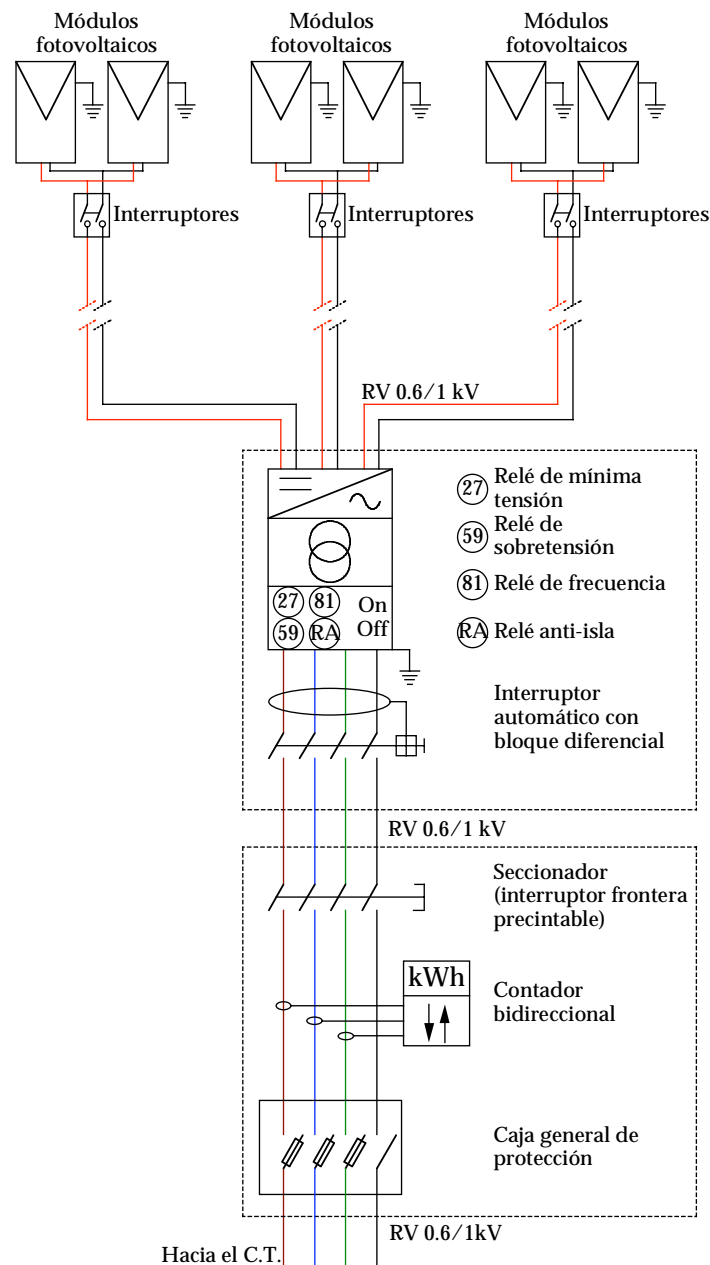 Módulos
fotovoltaicos
Módulos
fotovoltaicos
Módulos
fotovoltaicos
Interruptores
Interruptores
Interruptores
RV 0.6/1 kV
27 Relé de mínima
tensión
59 Relé de
sobretensión
81 Relé de frecuencia
RA Relé anti-isla
27 81 On
59 RA Off
Interruptor
automático con
bloque diferencial
RV 0.6/1 kV
Seccionador
(interruptor frontera
precintable)
kWh
Contador
bidireccional
Caja general de
protección
RV 0.6/1kV
Hacia el C.T.